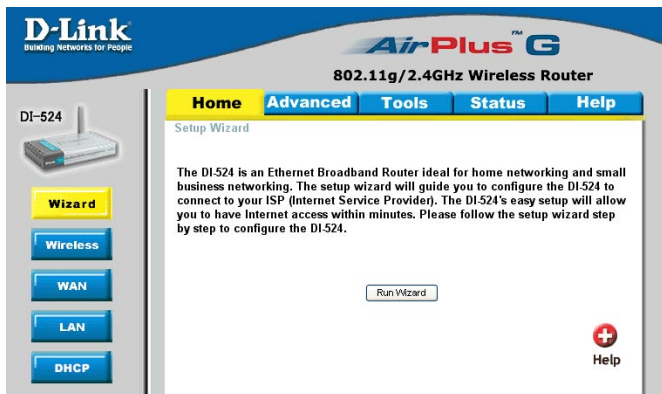 D-Link
Building Networks for People
AirPlus™ G
802.11g/2.4GHz Wireless Router
DI-524
Home Advanced Tools Status Help
Setup Wizard
The DI-524 is an Ethernet Broadband Router ideal for home networking and small
business networking. The setup wizard will guide you to configure the DI-524 to
connect to your ISP (Internet Service Provider). The DI-524's easy setup will allow
you to have Internet access within minutes. Please follow the setup wizard step
by step to configure the DI-524.
Run Wizard
Wizard
Wireless
WAN
LAN
DHCP
Help